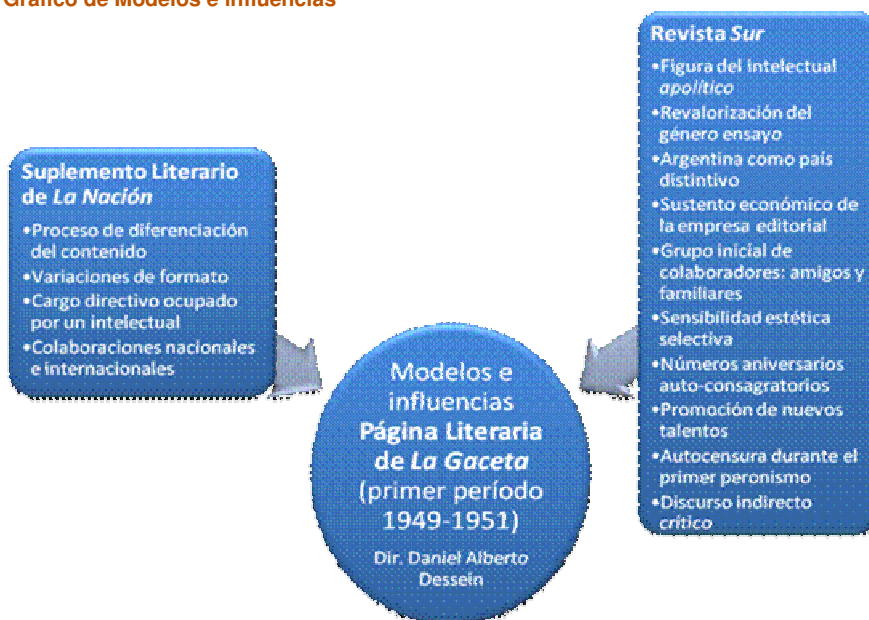 Gráfico de Modelos e Influencias
Suplemento Literario
de La Nación
•Proceso de diferenciación
del contenido
•Variaciones de formato
•Cargo directivo ocupado
por un intelectual
•Colaboraciones nacionales
e internacionales
Modelos e
influencias
Página Literaria
de La Gaceta
(primer período
1949-1951)
Dir. Daniel Alberto
Dessein
Revista Sur
•Figura del intelectual
apolítico
•Revalorización del
género ensayo
•Argentina como país
distintivo
•Sustento económico de
la empresa editorial
•Grupo inicial de
colaboradores: amigos y
familiares
•Sensibilidad estética
selectiva
•Números aniversarios
auto-consagratorios
•Promoción de nuevos
talentos
•Autocensura durante el
primer peronismo
•Discurso indirecto
crítico